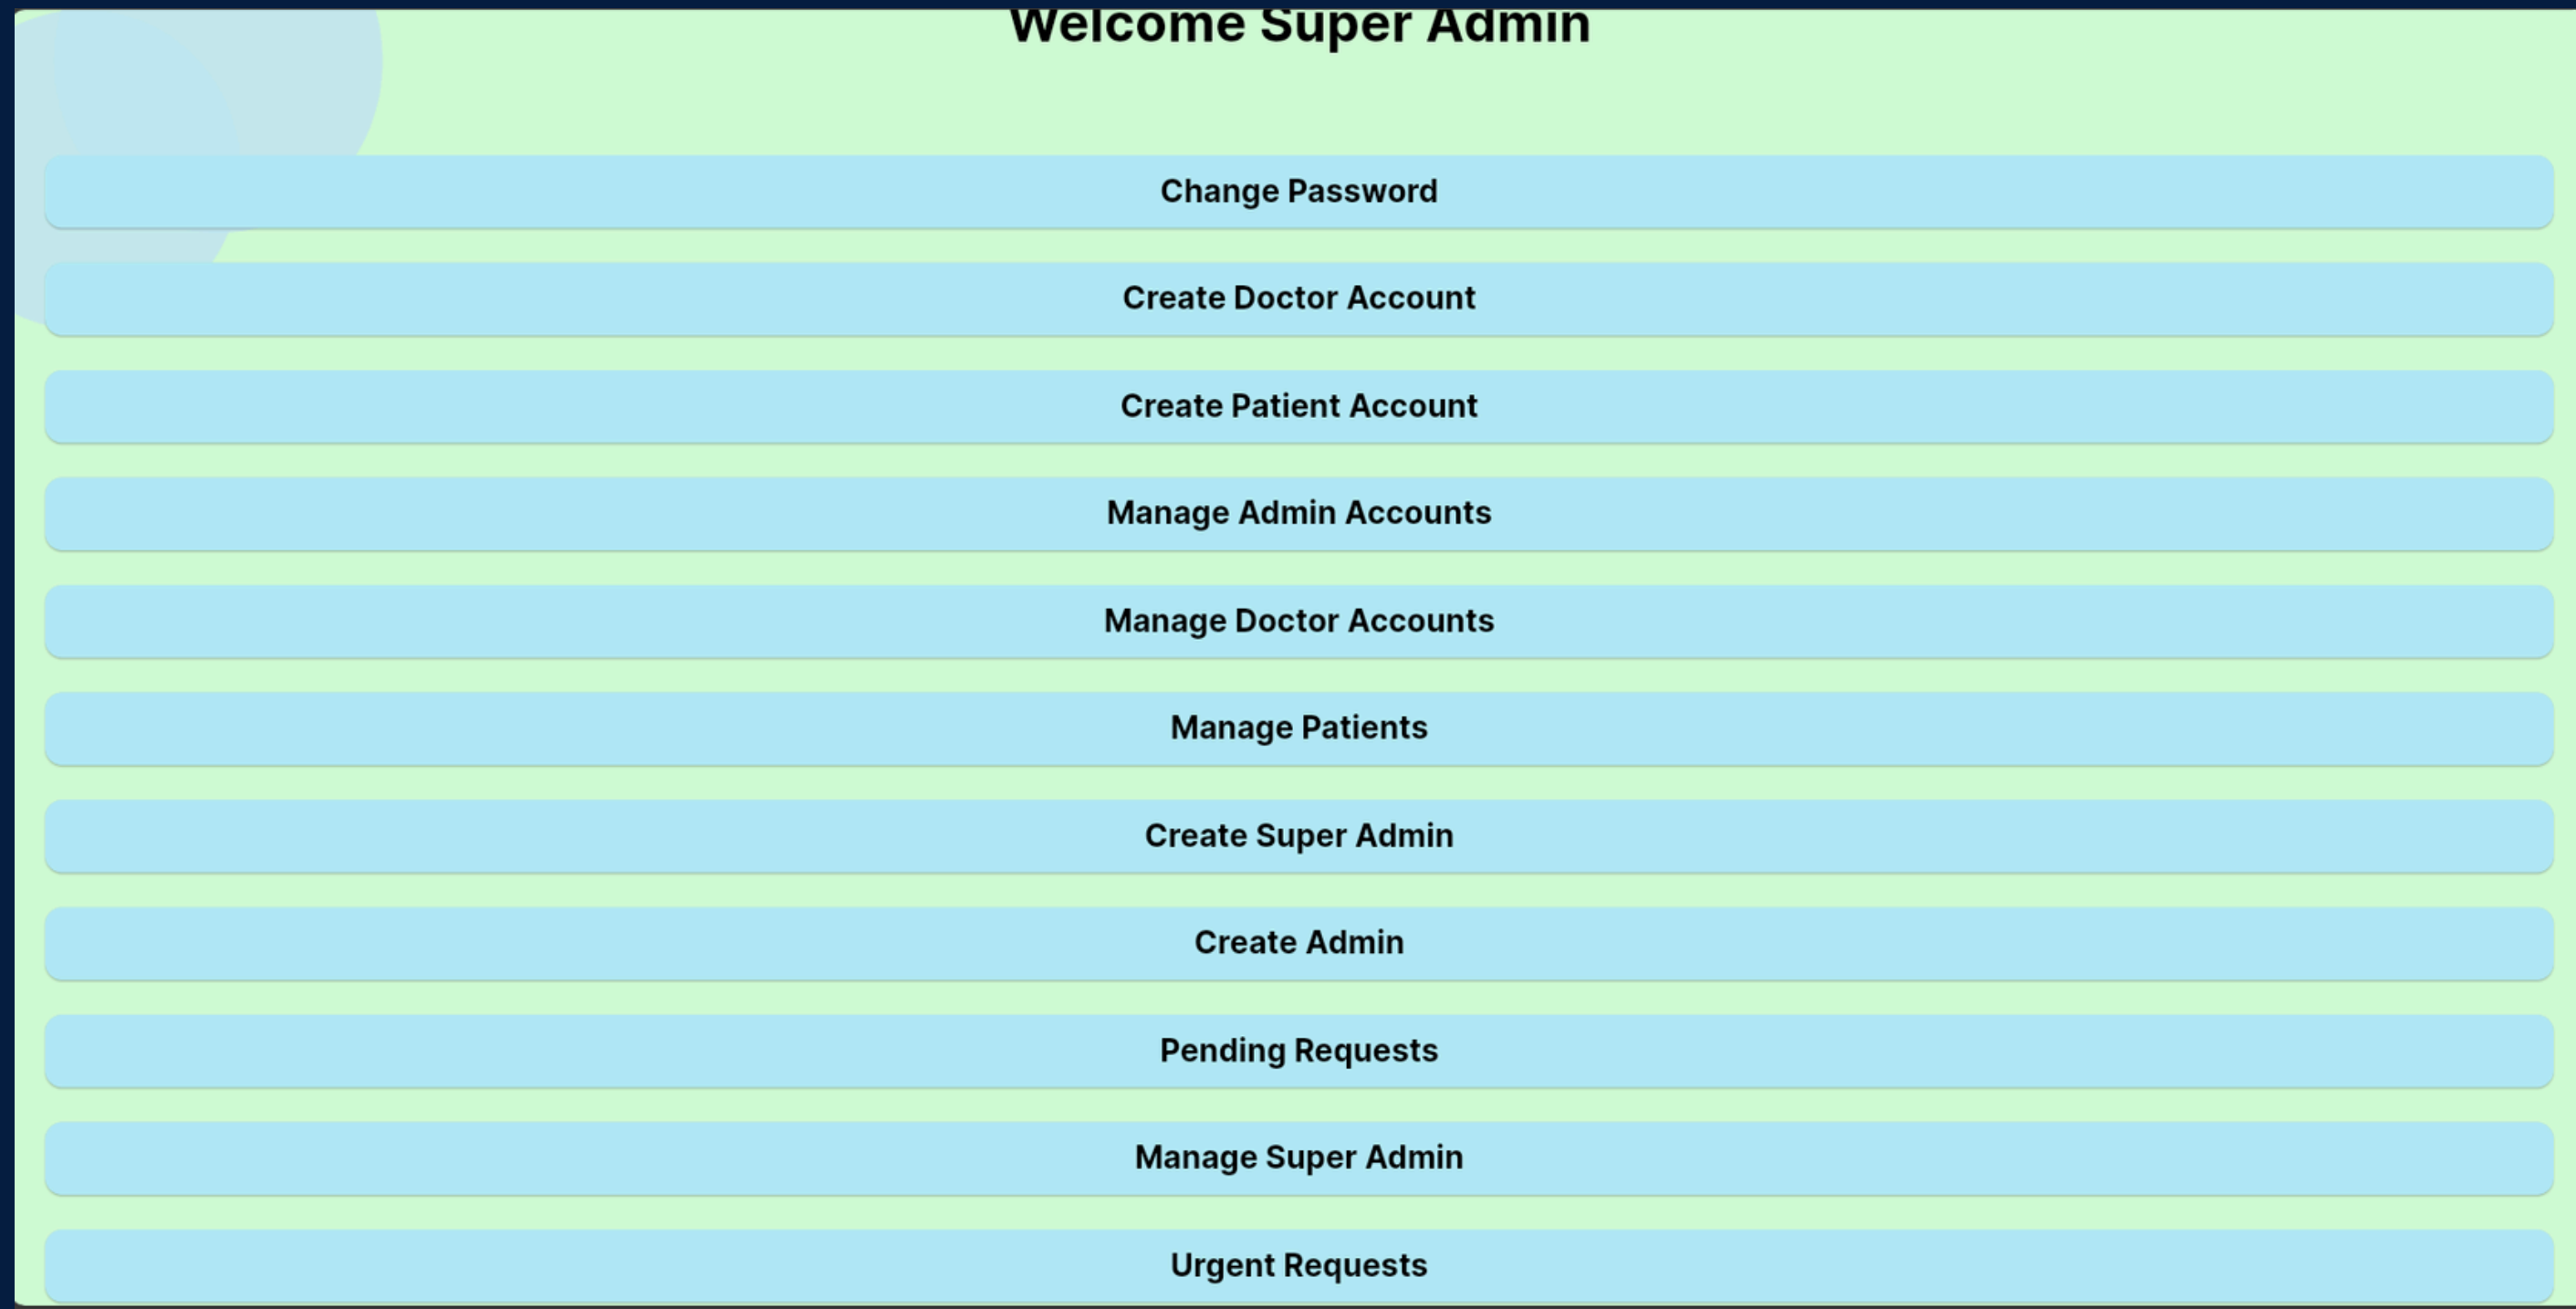 Welcome Super Admin
Change Password
Create Doctor Account
Create Patient Account
Manage Admin Accounts
Manage Doctor Accounts
Manage Patients
Create Super Admin
Create Admin
Pending Requests
Manage Super Admin
Urgent Requests